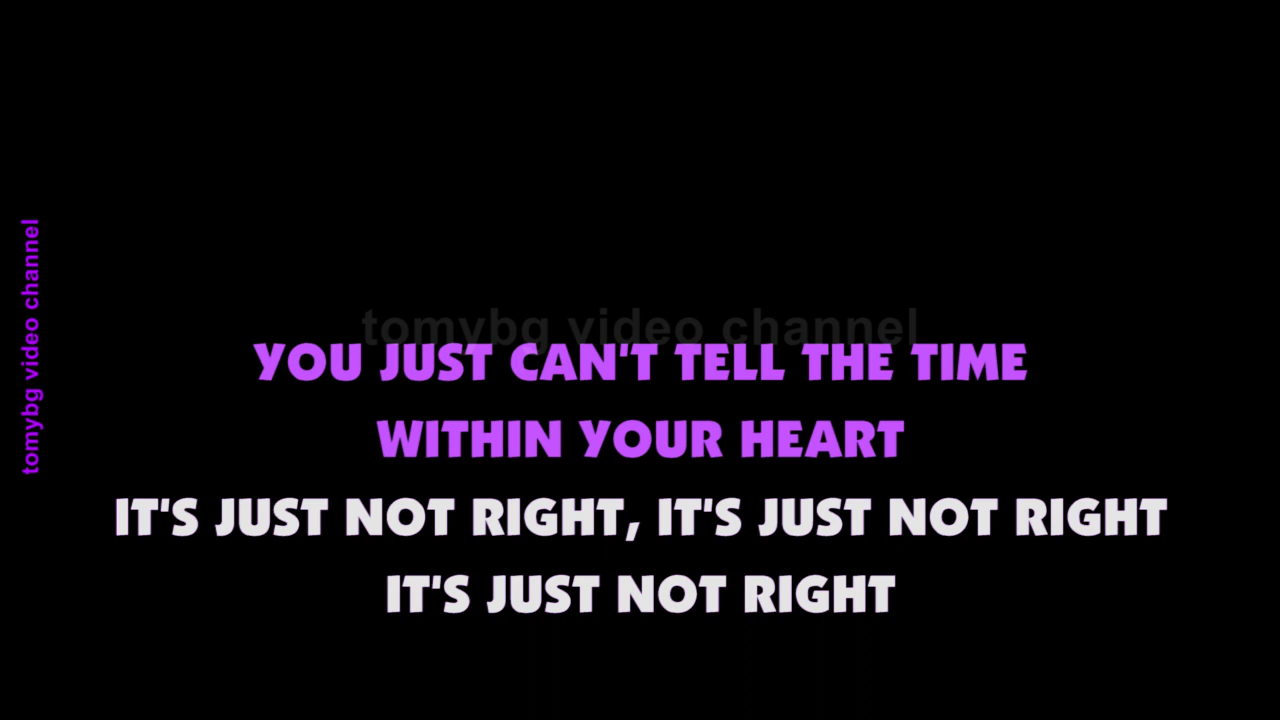 tomybg video channel
tomybg video channel
YOU JUST CAN'T TELL THE TIME
WITHIN YOUR HEART
IT'S JUST NOT RIGHT, IT'S JUST NOT RIGHT
IT'S JUST NOT RIGHT